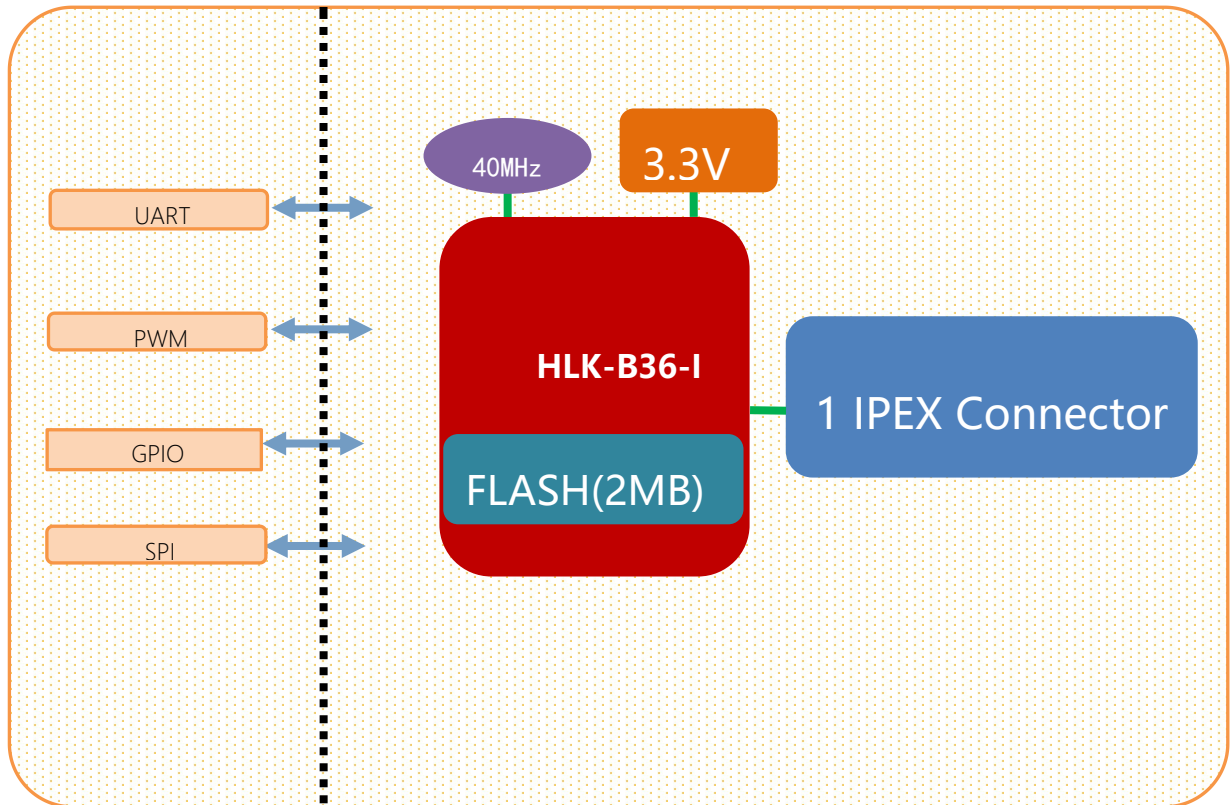 40MHz
3.3V
UART
PWM
HLK-B36-I
1 IPEX Connector
GPIO
FLASH(2MB)
SPI